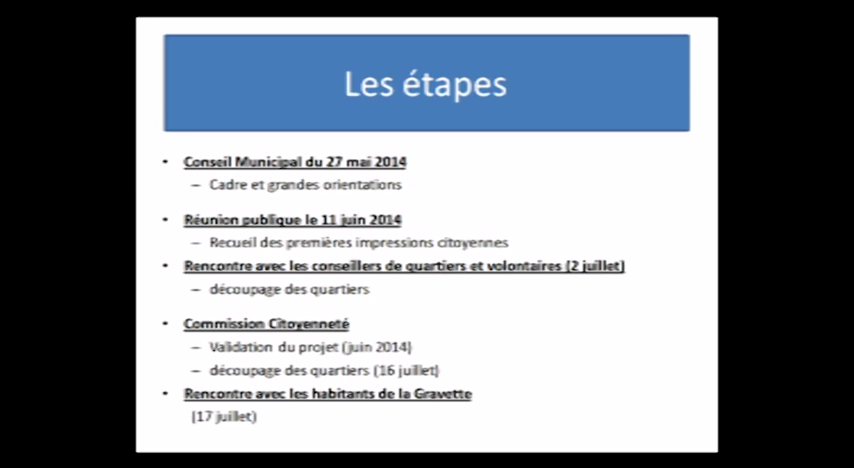 Les étapes
• Conseil Municipal du 27 mai 2014
– Cadre et grandes orientations
• Réunion publique le 11 juin 2014
– Recueil des premières impressions citoyennes
• Rencontre avec les conseillers de quartiers et volontaires (2 juillet)
– découpage des quartiers
• Commission Citoyenneté
– Validation du projet (juin 2014)
– découpage des quartiers (16 juillet)
• Rencontre avec les habitants de la Gravette
(17 juillet)